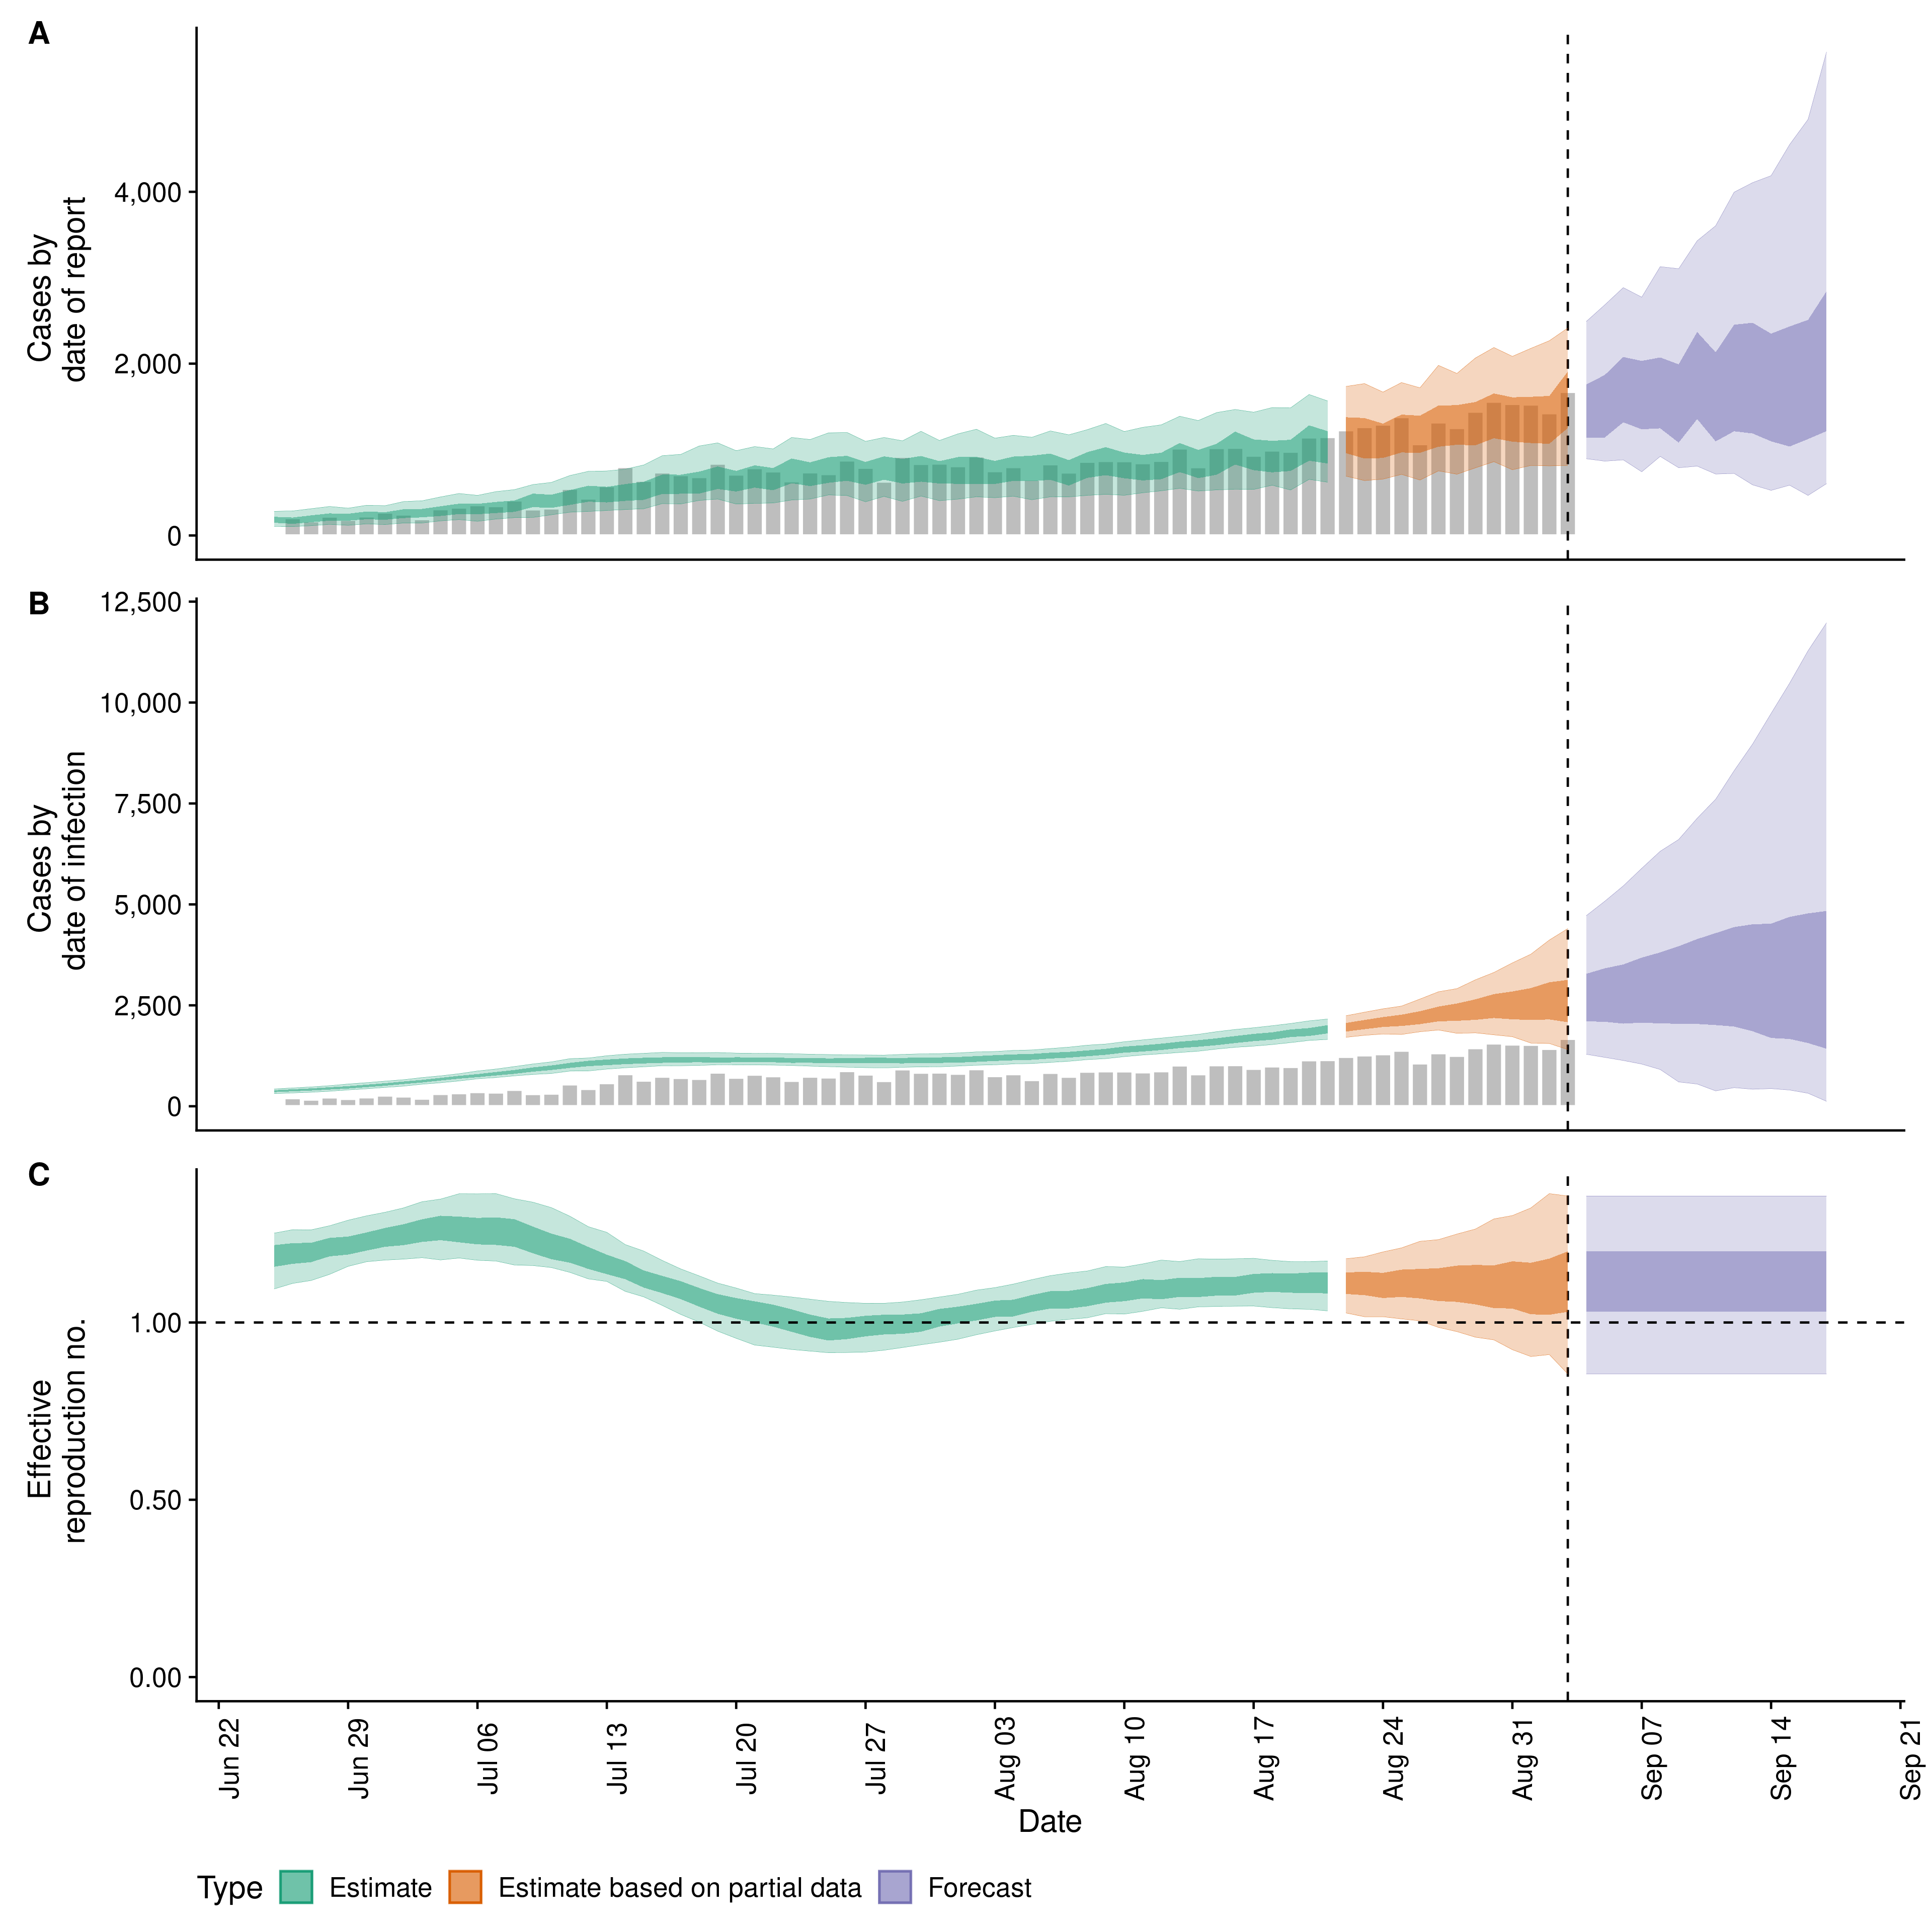 A
Cases by
date of report
4,000
2,000
0
B
Cases by
date of infection
12,500
10,000
7,500
5,000
2,500
0
C
Effective
reproduction no.
1.00
0.50
0.00
Jun 22
Jun 29
Jul 06
Jul 13
Jul 20
Jul 27
Aug 03
Aug 10
Aug 17
Aug 24
Aug 31
Sep 07
Sep 14
Sep 21
Date
Type Estimate Estimate based on partial data Forecast